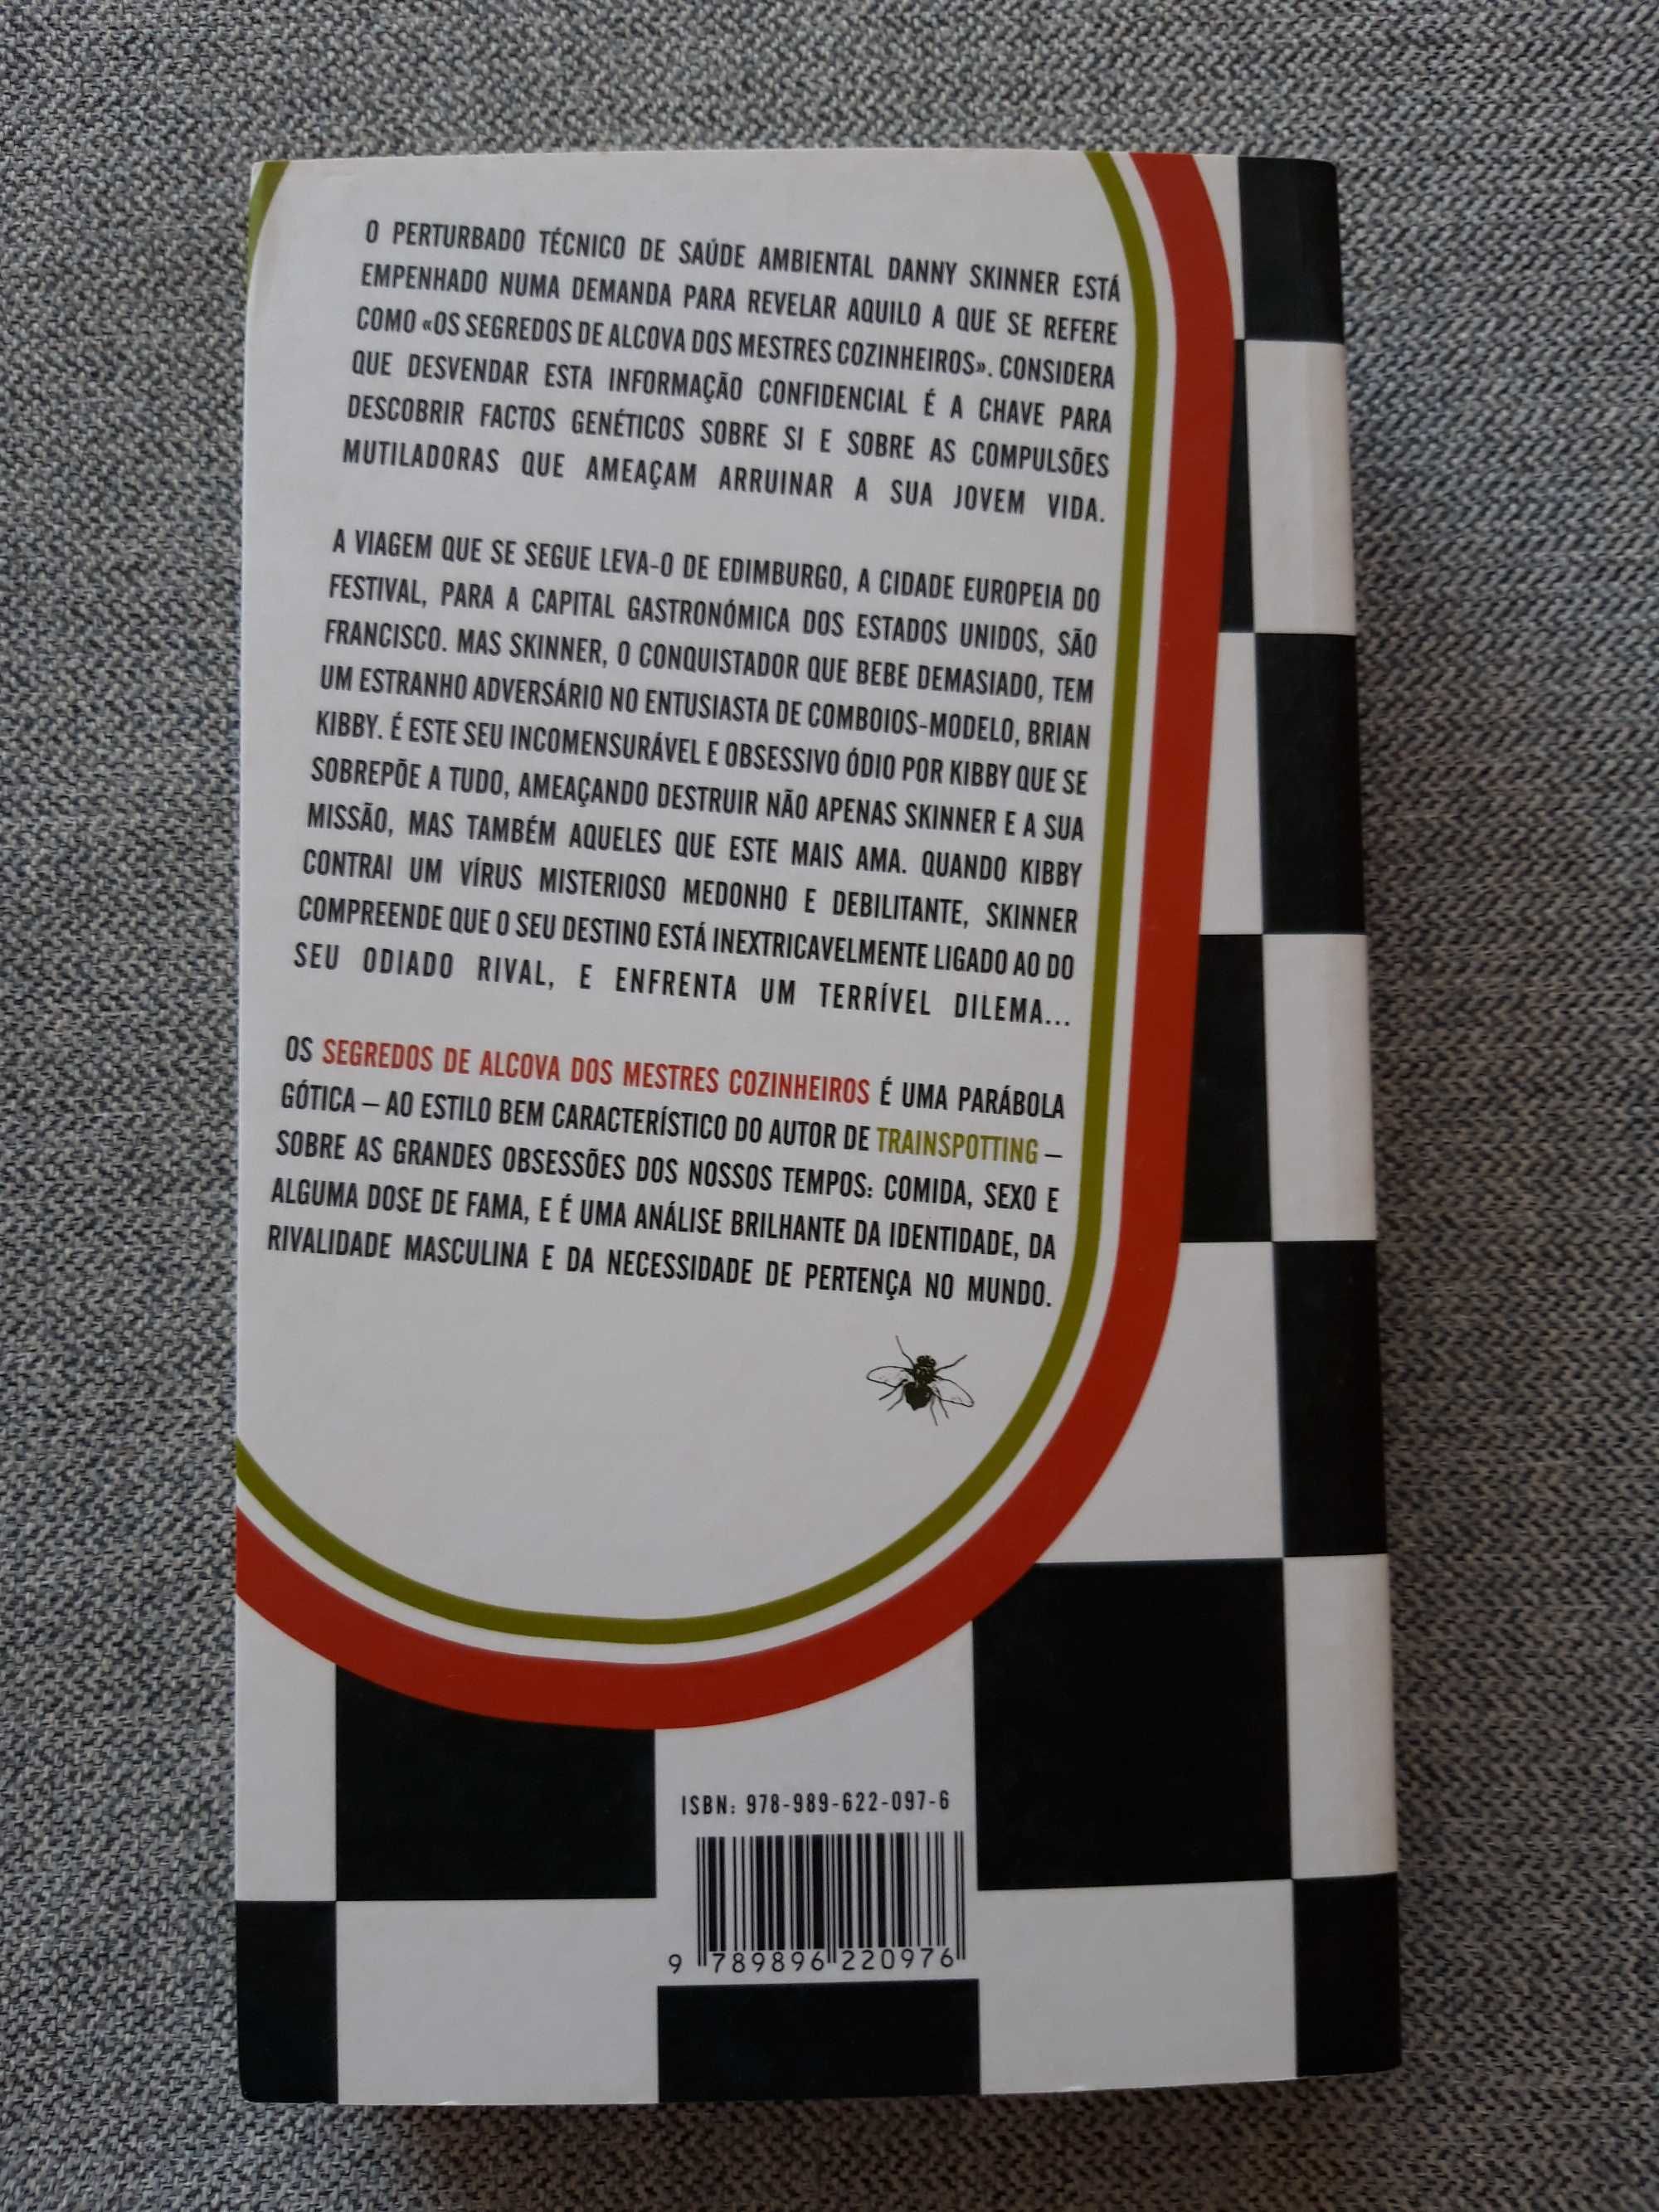 O PERTURBADO TÉCNICO DE SAÚDE AMBIENTAL DANNY SKINNER ESTÁ
EMPENHADO NUMA DEMANDA PARA REVELAR AQUILO A QUE SE REFERE
COMO «OS SEGREDOS DE ALCOVA DOS MESTRES COZINHEIROS». CONSIDERA
QUE DESVENDAR ESTA INFORMAÇÃO CONFIDENCIAL É A CHAVE PARA
DESCOBRIR FACTOS GENÉTICOS SOBRE SI E SOBRE AS COMPULSÕES
MUTILADORAS QUE AMEAÇAM ARRUINAR A SUA JOVEM VIDA.
A VIAGEM QUE SE SEGUE LEVA-O DE EDIMBURGO, A CIDADE EUROPEIA DO
FESTIVAL, PARA A CAPITAL GASTRONÓMICA DOS ESTADOS UNIDOS, SÃO
FRANCISCO. MAS SKINNER, O CONQUISTADOR QUE BEBE DEMASIADO, TEM
UM ESTRANHO ADVERSÁRIO NO ENTUSIASTA DE COMBOIOS-MODELO, BRIAN
KIBBY. É ESTE SEU INCOMENSURÁVEL E OBSESSIVO ÓDIO POR KIBBY QUE SE
SOBREPÕE A TUDO, AMEAÇANDO DESTRUIR NÃO APENAS SKINNER E A SUA
MISSÃO, MAS TAMBÉM AQUELES QUE ESTE MAIS AMA. QUANDO KIBBY
CONTRAI UM VÍRUS MISTERIOSO MEDONHO E DEBILITANTE, SKINNER
COMPREENDE QUE O SEU DESTINO ESTÁ INEXTRICAVELMENTE LIGADO AO DO
SEU ODIADO RIVAL, E ENFRENTA UM TERRÍVEL DILEMA...
OS SEGREDOS DE ALCOVA DOS MESTRES COZINHEIROS É UMA PARÁBOLA
GÓTICA – AO ESTILO BEM CARACTERÍSTICO DO AUTOR DE TRAINSPOTTING –
SOBRE AS GRANDES OBSESSÕES DOS NOSSOS TEMPOS: COMIDA, SEXO E
ALGUMA DOSE DE FAMA, E É UMA ANÁLISE BRILHANTE DA IDENTIDADE, DA
RIVALIDADE MASCULINA E DA NECESSIDADE DE PERTENÇA NO MUNDO.
ISBN: 978-989-622-097-6
9 789896 220976